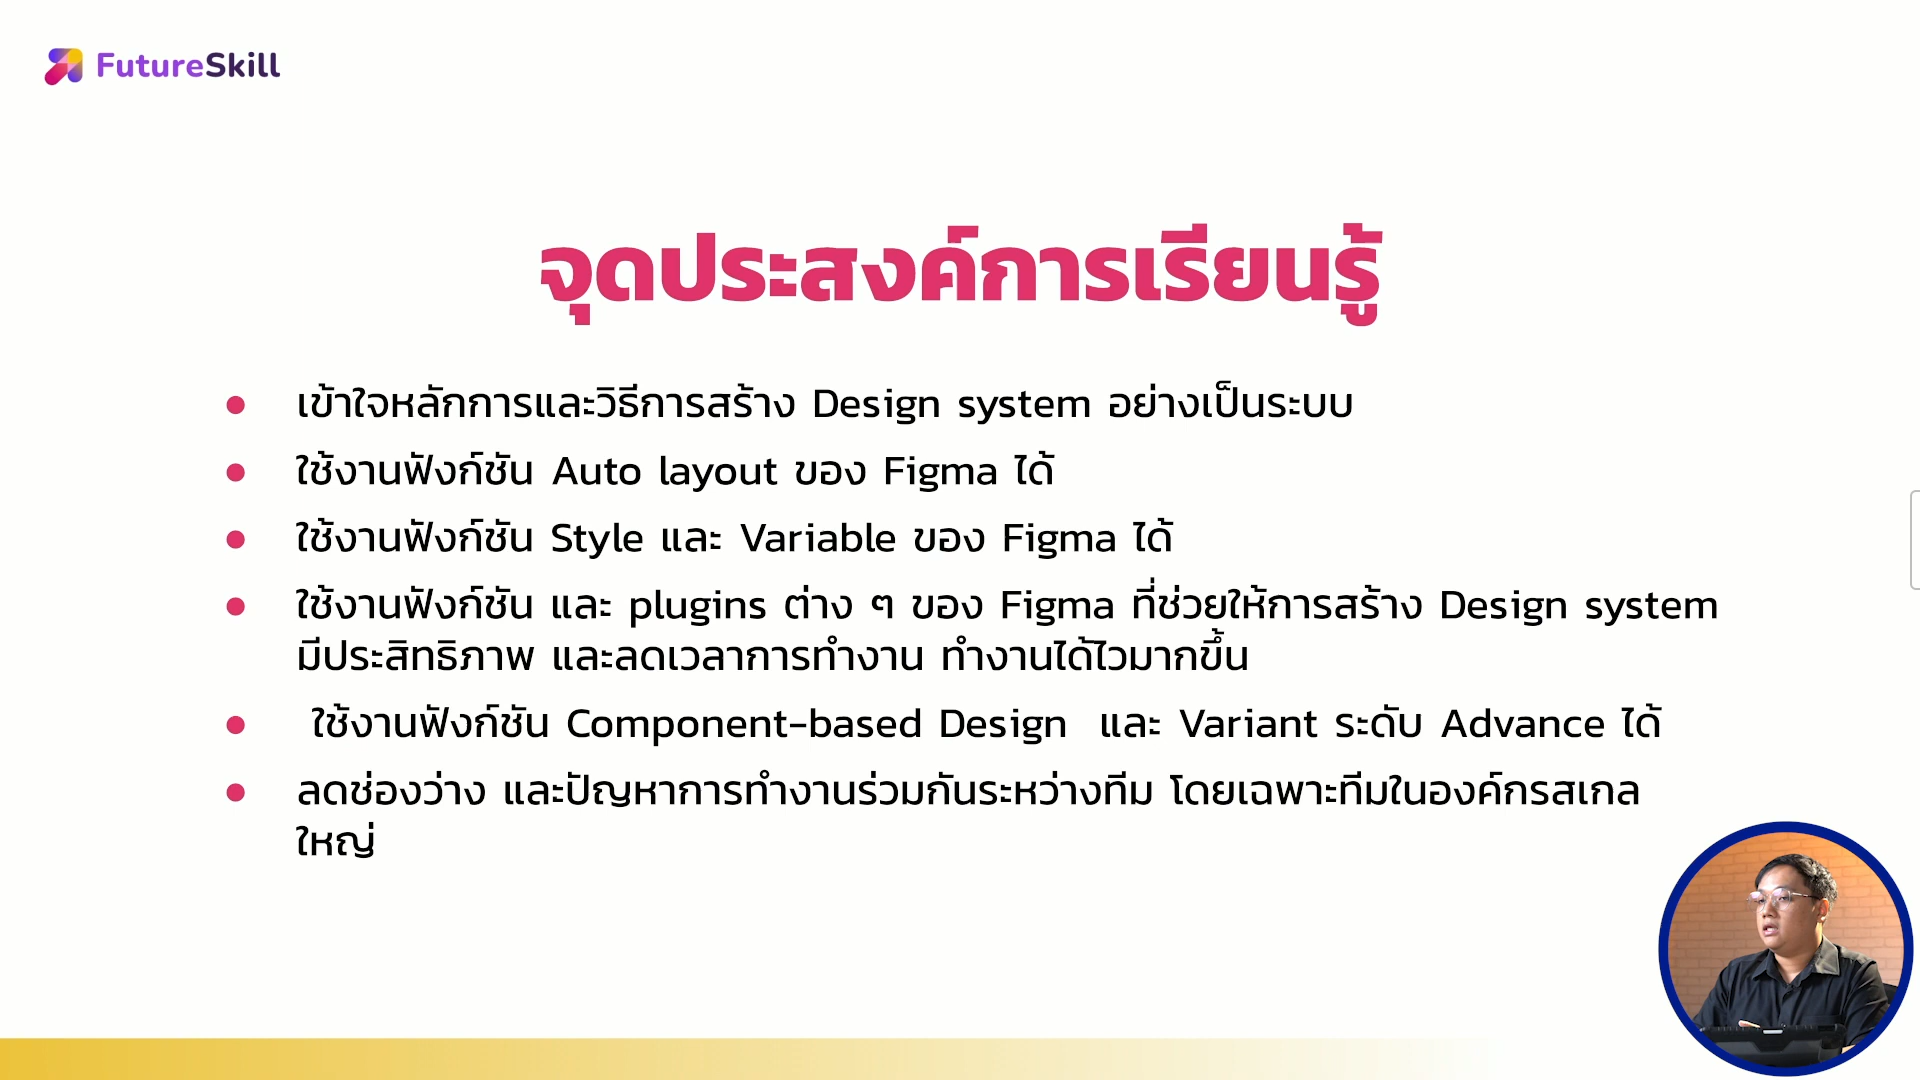 FutureSkill
จุดประสงค์การเรียนรู้
● เข้าใจหลักการและวิธีการสร้าง Design system อย่างเป็นระบบ
● ใช้งานฟังก์ชัน Auto layout ของ Figma ได้
● ใช้งานฟังก์ชัน Style และ Variable ของ Figma ได้
● ใช้งานฟังก์ชัน และ plugins ต่าง ๆ ของ Figma ที่ช่วยให้การสร้าง Design system
มีประสิทธิภาพ และลดเวลาการทำงาน ทำงานได้ไวมากขึ้น
● ใช้งานฟังก์ชัน Component-based Design และ Variant ระดับ Advance ได้
● ลดช่องว่าง และปัญหาการทำงานร่วมกันระหว่างทีม โดยเฉพาะทีมในองค์กรสเกล
ใหญ่